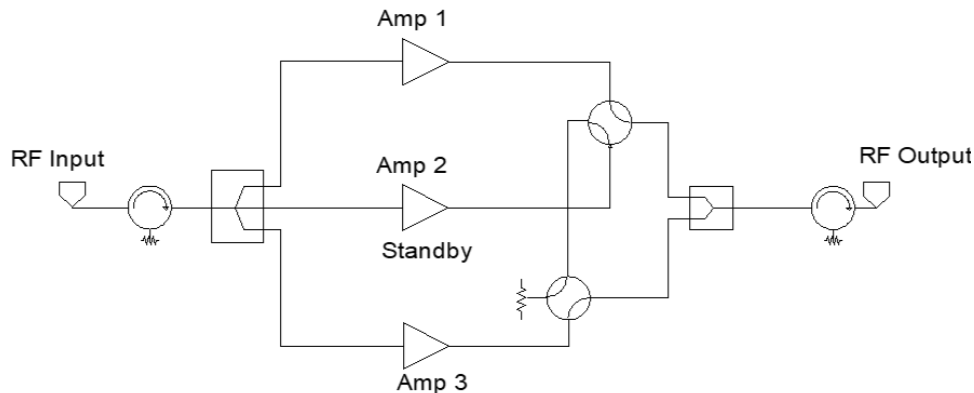 Amp 1
RF Input
RF Output
Amp 2
Standby
Amp 3